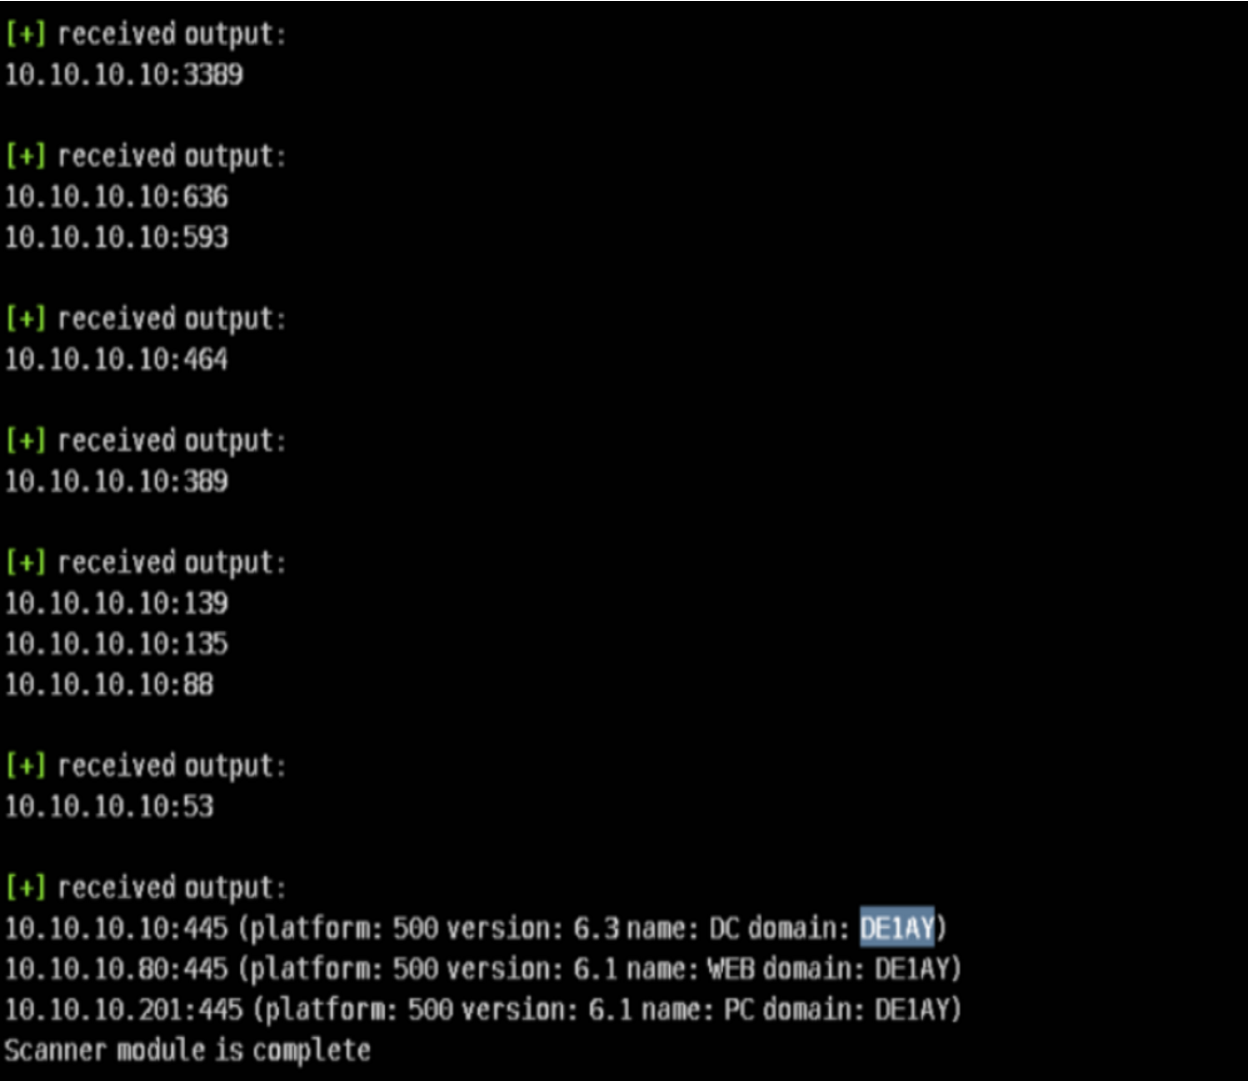 [+] received output:
10.10.10.10:3389
[+] received output:
10.10.10.10:636
10.10.10.10:593
[+] received output:
10.10.10.10:464
[+] received output:
10.10.10.10:389
[+] received output:
10.10.10.10:139
10.10.10.10:135
10.10.10.10:88
[+] received output:
10.10.10.10:53
[+] received output:
10.10.10.10:445 (platform: 500 version: 6.3 name: DC domain: DE1AY)
10.10.10.80:445 (platform: 500 version: 6.1 name: WEB domain: DE1AY)
10.10.10.201:445 (platform: 500 version: 6.1 name: PC domain: DE1AY)
Scanner module is complete